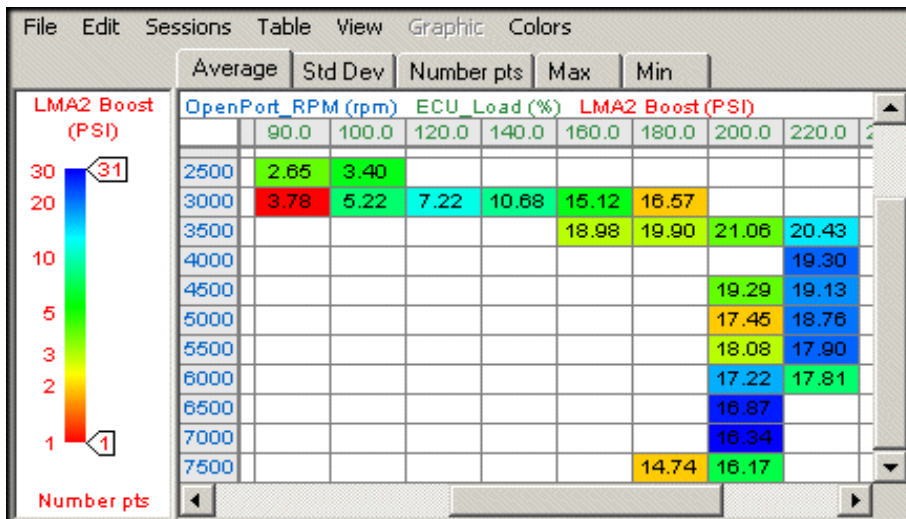 File Edit Sessions Table View Graphic Colors
Average Std Dev Number pts Max Min
LMA2 Boost
(PSI)
30 31
20
10
5
3
2
1 1
Number pts
OpenPort_RPM (rpm) ECU_Load (%) LMA2 Boost (PSI)
90.0 100.0 120.0 140.0 160.0 180.0 200.0 220.0 2
2500 2.65 3.40
3000 3.78 5.22 7.22 10.68 15.12 16.57
3500 18.98 19.90 21.06 20.43
4000 19.30
4500 19.29 19.13
5000 17.45 18.76
5500 18.08 17.90
6000 17.22 17.81
6500 16.87
7000 16.34
7500 14.74 16.17